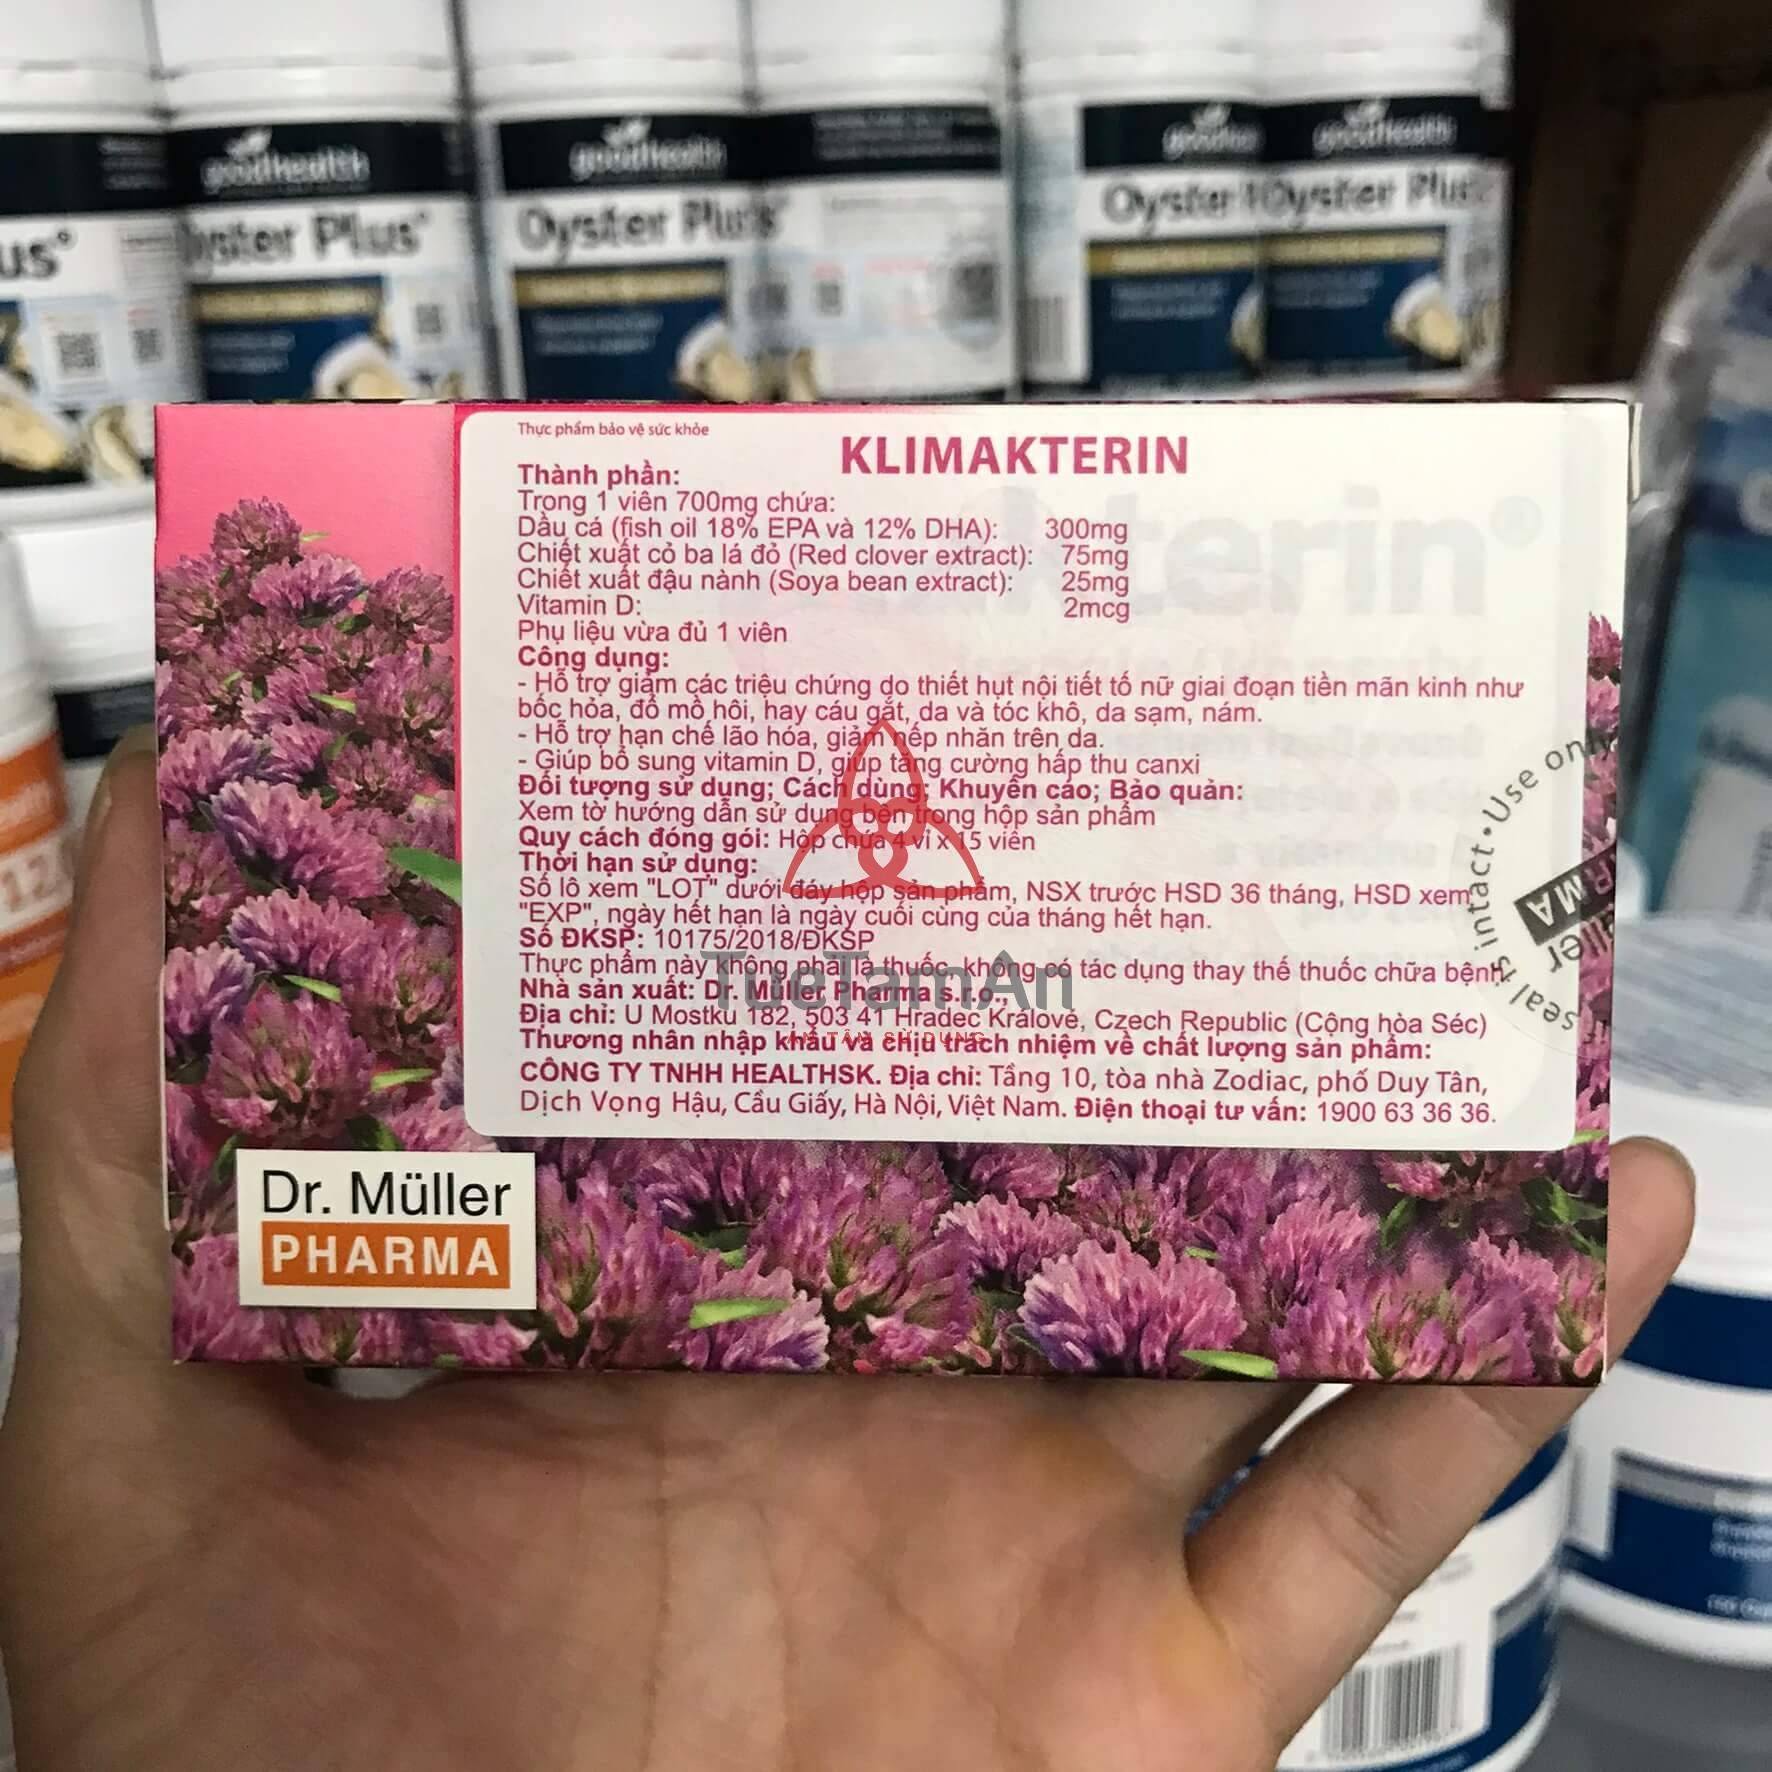 goodhealth
goodhealth
goodhealth
goodhealth
us
Oyster Plus
Oyster Plus
Oyster
Oyster Plus
Thực phẩm bảo vệ sức khỏe
KLIMAKTERIN
Thành phần:
Trong 1 viên 700mg chứa:
Dầu cá (fish oil 18% EPA và 12% DHA): 300mg
Chiết xuất cỏ ba lá đỏ (Red clover extract): 75mg
Chiết xuất đậu nành (Soya bean extract): 25mg
Vitamin D: 2mcg
Phụ liệu vừa đủ 1 viên
Công dụng:
- Hỗ trợ giảm các triệu chứng do thiết hụt nội tiết tố nữ giai đoạn tiền mãn kinh như
bốc hỏa, đổ mồ hôi, hay cáu gắt, da và tóc khô, da sạm, nám.
- Hỗ trợ hạn chế lão hóa, giảm nếp nhăn trên da.
- Giúp bổ sung vitamin D, giúp tăng cường hấp thu canxi
Đối tượng sử dụng; Cách dùng; Khuyến cáo; Bảo quản:
Xem tờ hướng dẫn sử dụng bên trong hộp sản phẩm
Quy cách đóng gói: Hộp chứa 4 vỉ x 15 viên
Thời hạn sử dụng:
Số lô xem "LOT" dưới đáy hộp sản phẩm, NSX trước HSD 36 tháng, HSD xem
"EXP", ngày hết hạn là ngày cuối cùng của tháng hết hạn.
Số ĐKSP: 10175/2018/ĐKSP
Thực phẩm này không phải là thuốc, không có tác dụng thay thế thuốc chữa bệnh.
Nhà sản xuất: Dr. Müller Pharma s.r.o.,
Địa chỉ: U Mostku 182, 503 41 Hradec Králové, Czech Republic (Cộng hòa Séc)
Thương nhân nhập khẩu và chịu trách nhiệm về chất lượng sản phẩm:
CÔNG TY TNHH HEALTHSK. Địa chỉ: Tầng 10, tòa nhà Zodiac, phố Duy Tân,
Dịch Vọng Hậu, Cầu Giấy, Hà Nội, Việt Nam. Điện thoại tư vấn: 1900 63 36 36.
TueTamAn
AN TÂM SỬ DỤNG
seal is intact • Use only
Dr. Müller
PHARMA